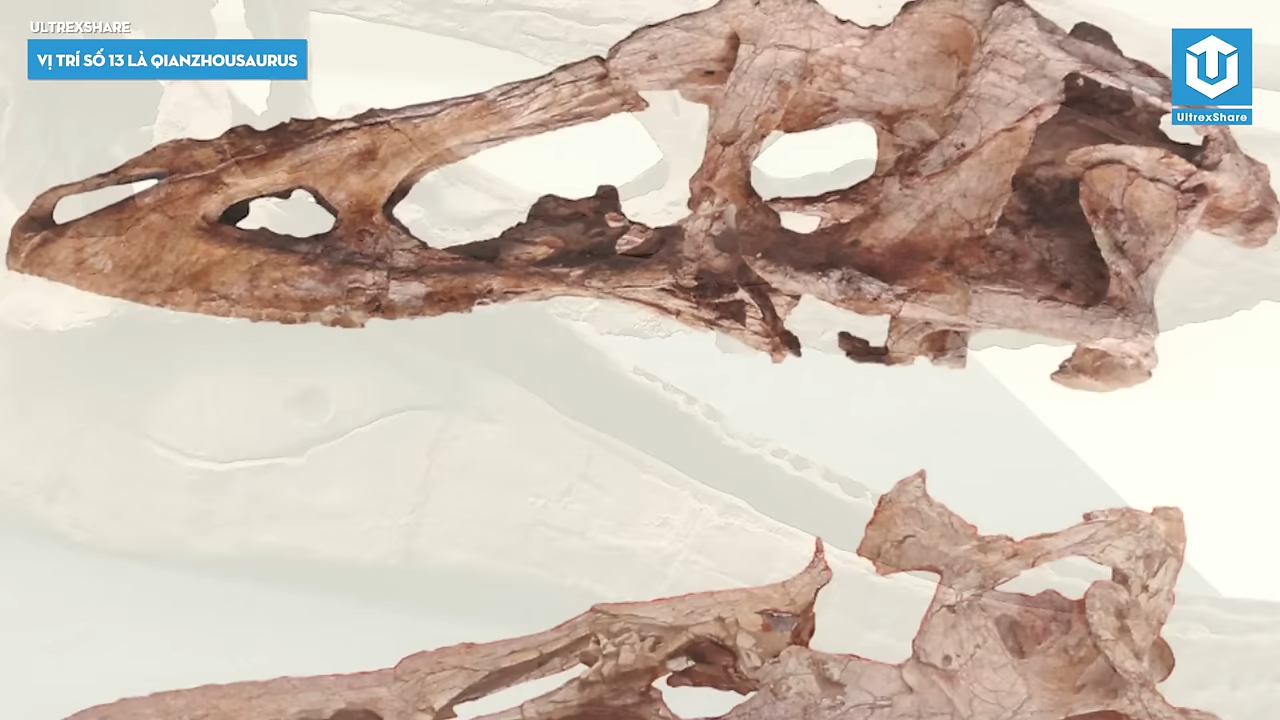 ULTREXSHARE
VỊ TRÍ SỐ 13 LÀ QIANZHOUSAURUS
UltrexShare